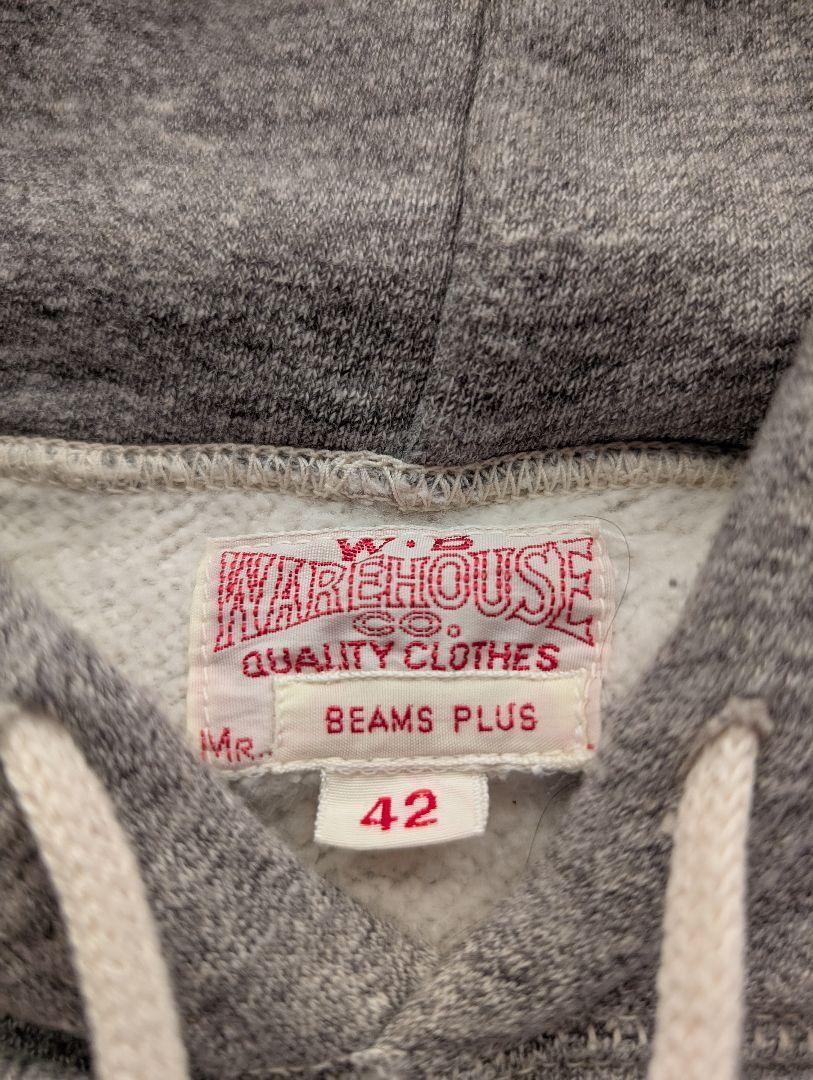 W.B
WAREHOUSE
CO.
QUALITY CLOTHES
BEAMS PLUS
MR.
42